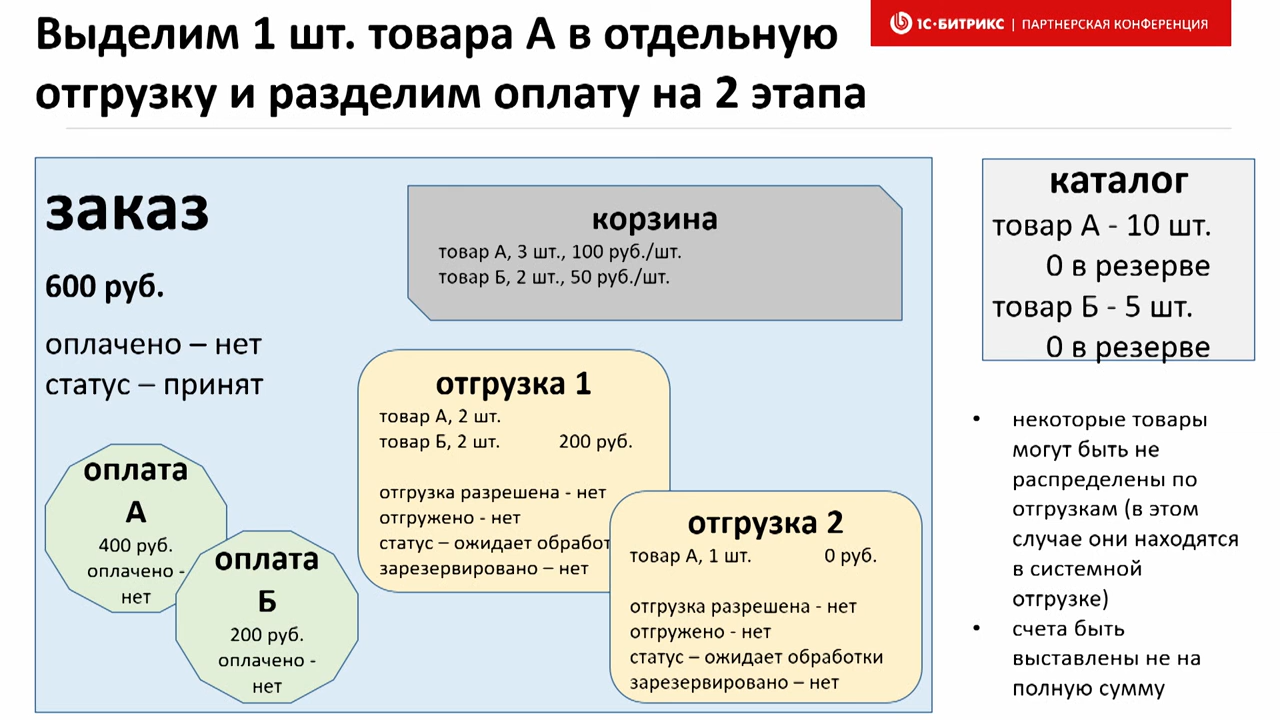 Выделим 1 шт. товара А в отдельную
отгрузку и разделим оплату на 2 этапа
1С·БИТРИКС | ПАРТНЕРСКАЯ КОНФЕРЕНЦИЯ
заказ
600 руб.
оплачено – нет
статус – принят
корзина
товар А, 3 шт., 100 руб./шт.
товар Б, 2 шт., 50 руб./шт.
отгрузка 1
товар А, 2 шт.
товар Б, 2 шт. 200 руб.
отгрузка разрешена - нет
отгружено - нет
статус – ожидает обработ
зарезервировано – нет
отгрузка 2
товар А, 1 шт. 0 руб.
отгрузка разрешена - нет
отгружено - нет
статус – ожидает обработки
зарезервировано – нет
оплата
А
400 руб.
оплачено -
нет
оплата
Б
200 руб.
оплачено -
нет
каталог
товар А - 10 шт.
0 в резерве
товар Б - 5 шт.
0 в резерве
• некоторые товары
могут быть не
распределены по
отгрузкам (в этом
случае они находятся
в системной
отгрузке)
• счета быть
выставлены не на
полную сумму